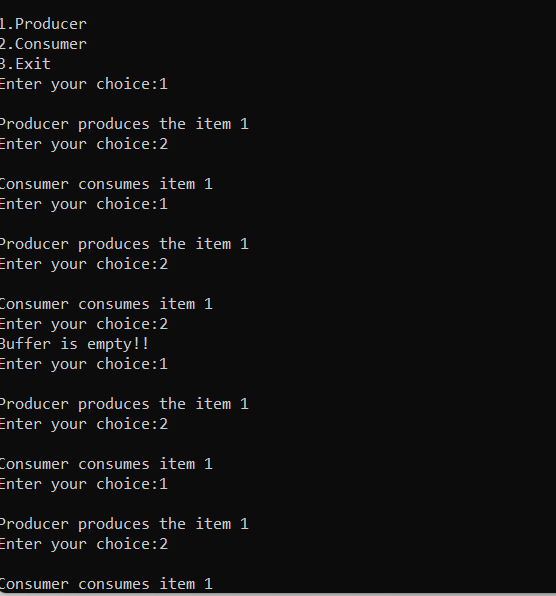 1.Producer
2.Consumer
3.Exit
Enter your choice:1
Producer produces the item 1
Enter your choice:2
Consumer consumes item 1
Enter your choice:1
Producer produces the item 1
Enter your choice:2
Consumer consumes item 1
Enter your choice:2
Buffer is empty!!
Enter your choice:1
Producer produces the item 1
Enter your choice:2
Consumer consumes item 1
Enter your choice:1
Producer produces the item 1
Enter your choice:2
Consumer consumes item 1